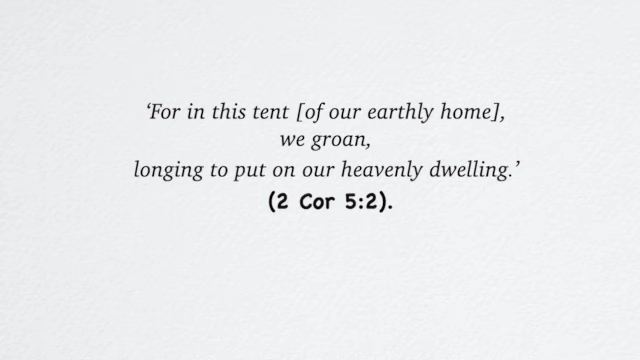 ‘For in this tent [of our earthly home],
we groan,
longing to put on our heavenly dwelling.’
(2 Cor 5:2).